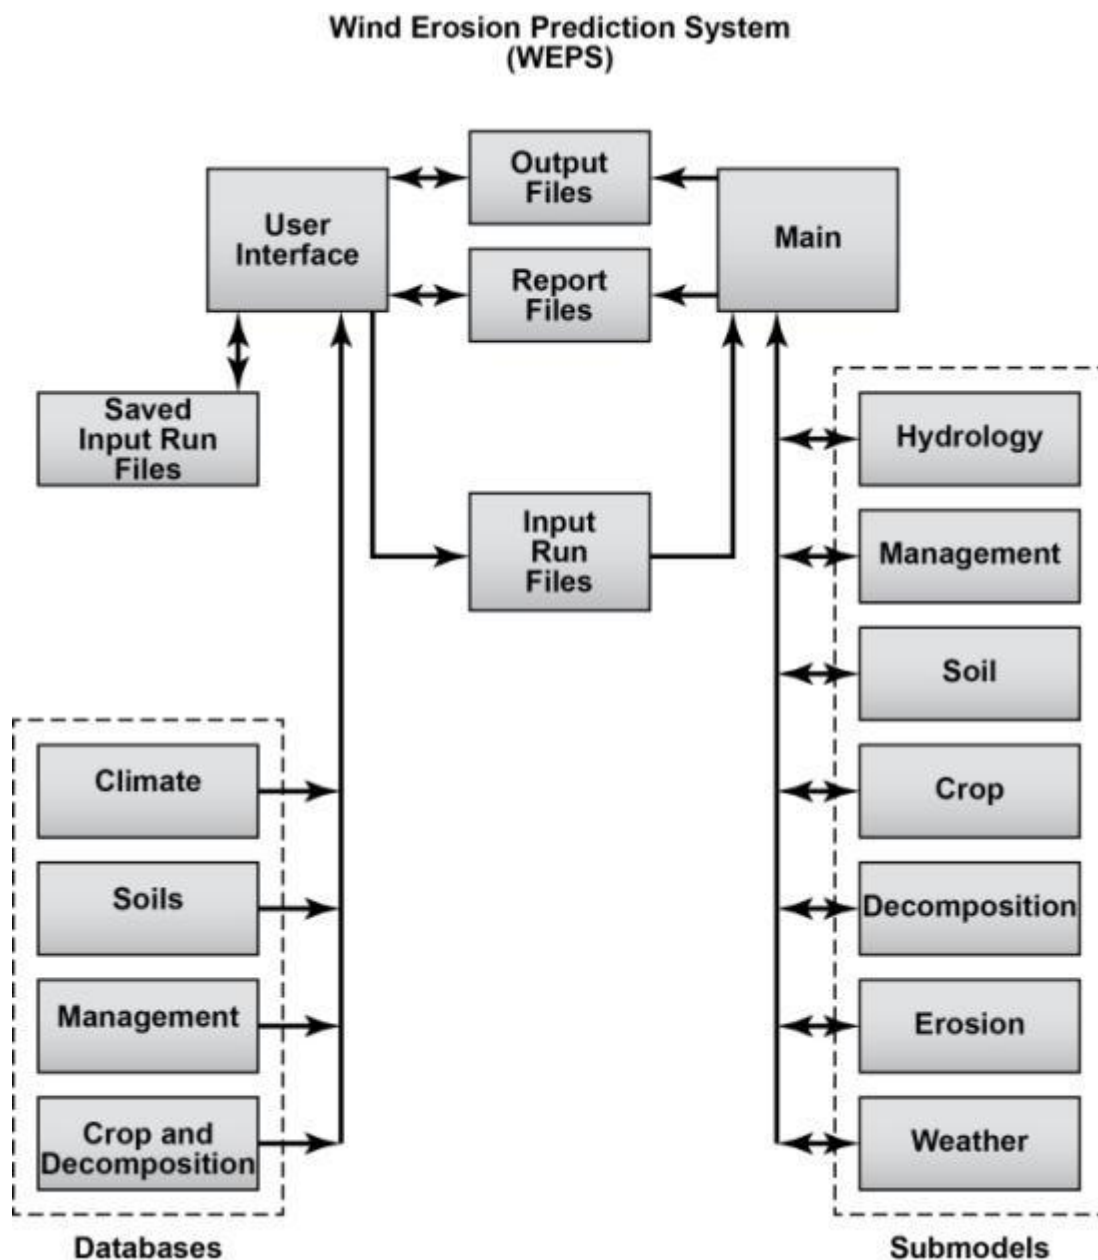 Wind Erosion Prediction System
(WEPS)
Output
Files
User
Interface
Main
Report
Files
Saved
Input Run
Files
Hydrology
Input
Run
Files
Management
Soil
Climate
Crop
Soils
Decomposition
Management
Erosion
Crop and
Decomposition
Weather
Databases
Submodels